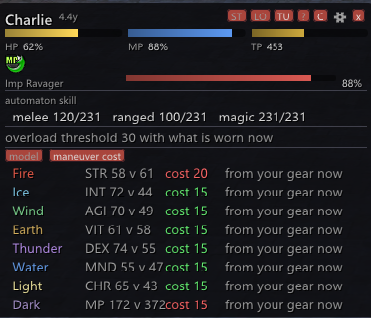 Charlie 4.4y ST LO TU ? C x
HP 62% MP 88% TP 453
MP
Imp Ravager 88%
automaton skill
melee 120/231 ranged 100/231 magic 231/231
overload threshold 30 with what is worn now
model maneuver cost
Fire STR 58 v 61 cost 20 from your gear now
Ice INT 72 v 44 cost 15 from your gear now
Wind AGI 70 v 49 cost 15 from your gear now
Earth VIT 61 v 58 cost 15 from your gear now
Thunder DEX 74 v 55 cost 15 from your gear now
Water MND 55 v 47 cost 15 from your gear now
Light CHR 65 v 43 cost 15 from your gear now
Dark MP 172 v 372 cost 15 from your gear now